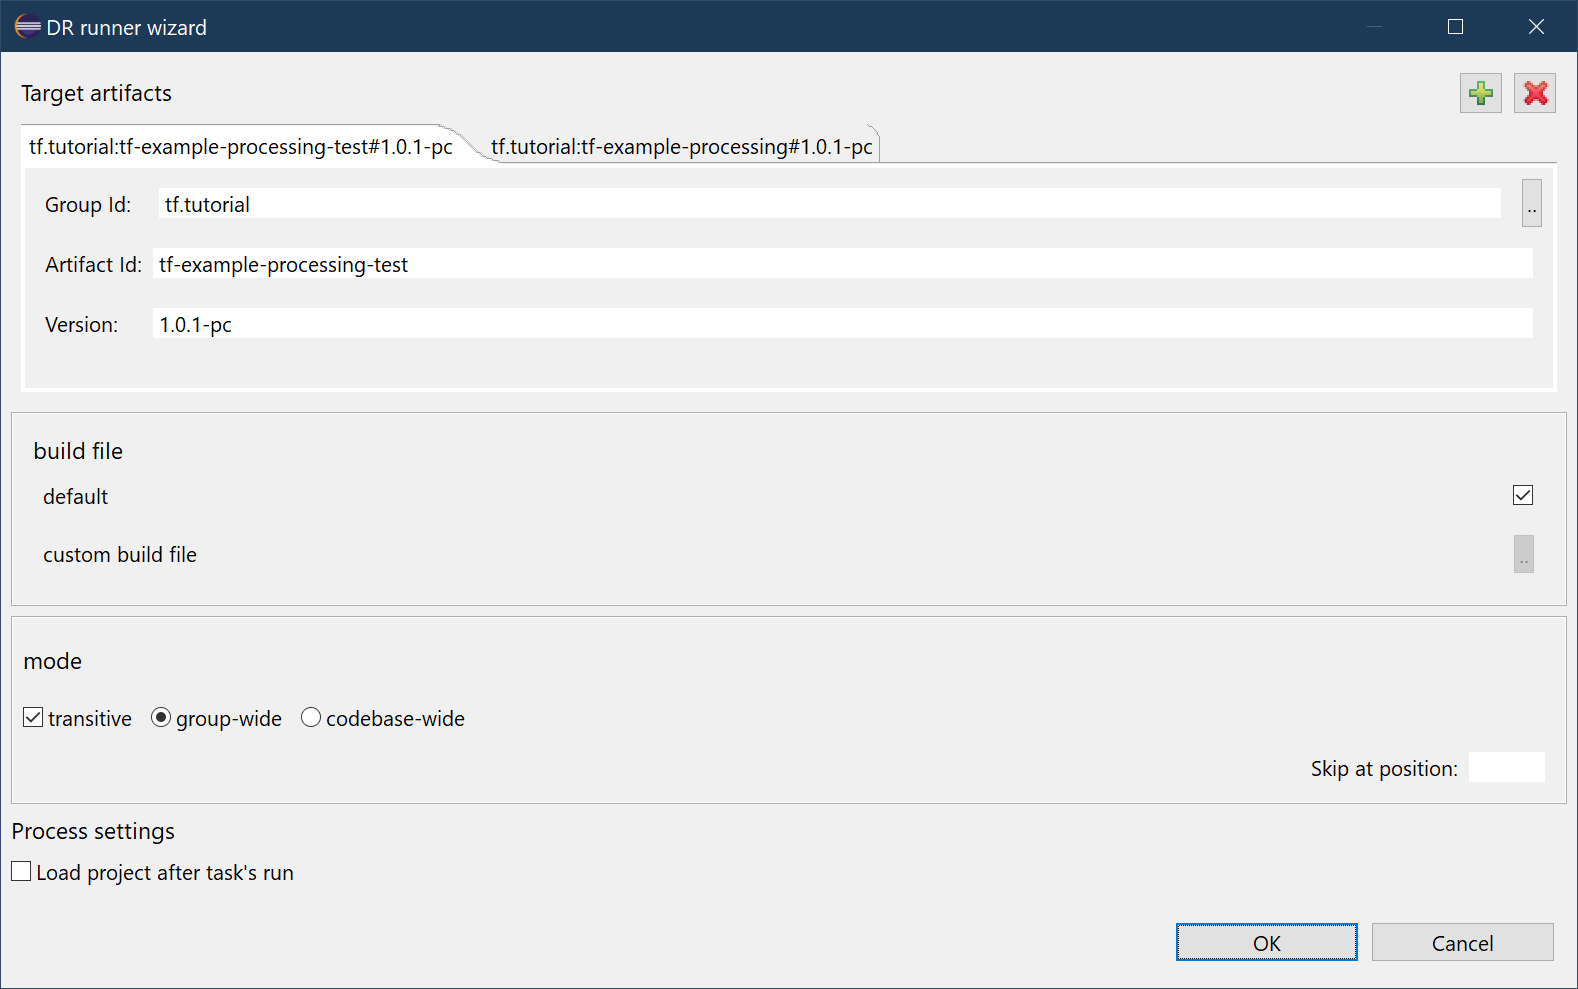 DR runner wizard
Target artifacts
tf.tutorial:tf-example-processing-test#1.0.1-pc tf.tutorial:tf-example-processing#1.0.1-pc
Group Id: tf.tutorial ..
Artifact Id: tf-example-processing-test
Version: 1.0.1-pc
build file
default
custom build file ..
mode
transitive group-wide codebase-wide
Skip at position:
Process settings
Load project after task's run
OK Cancel